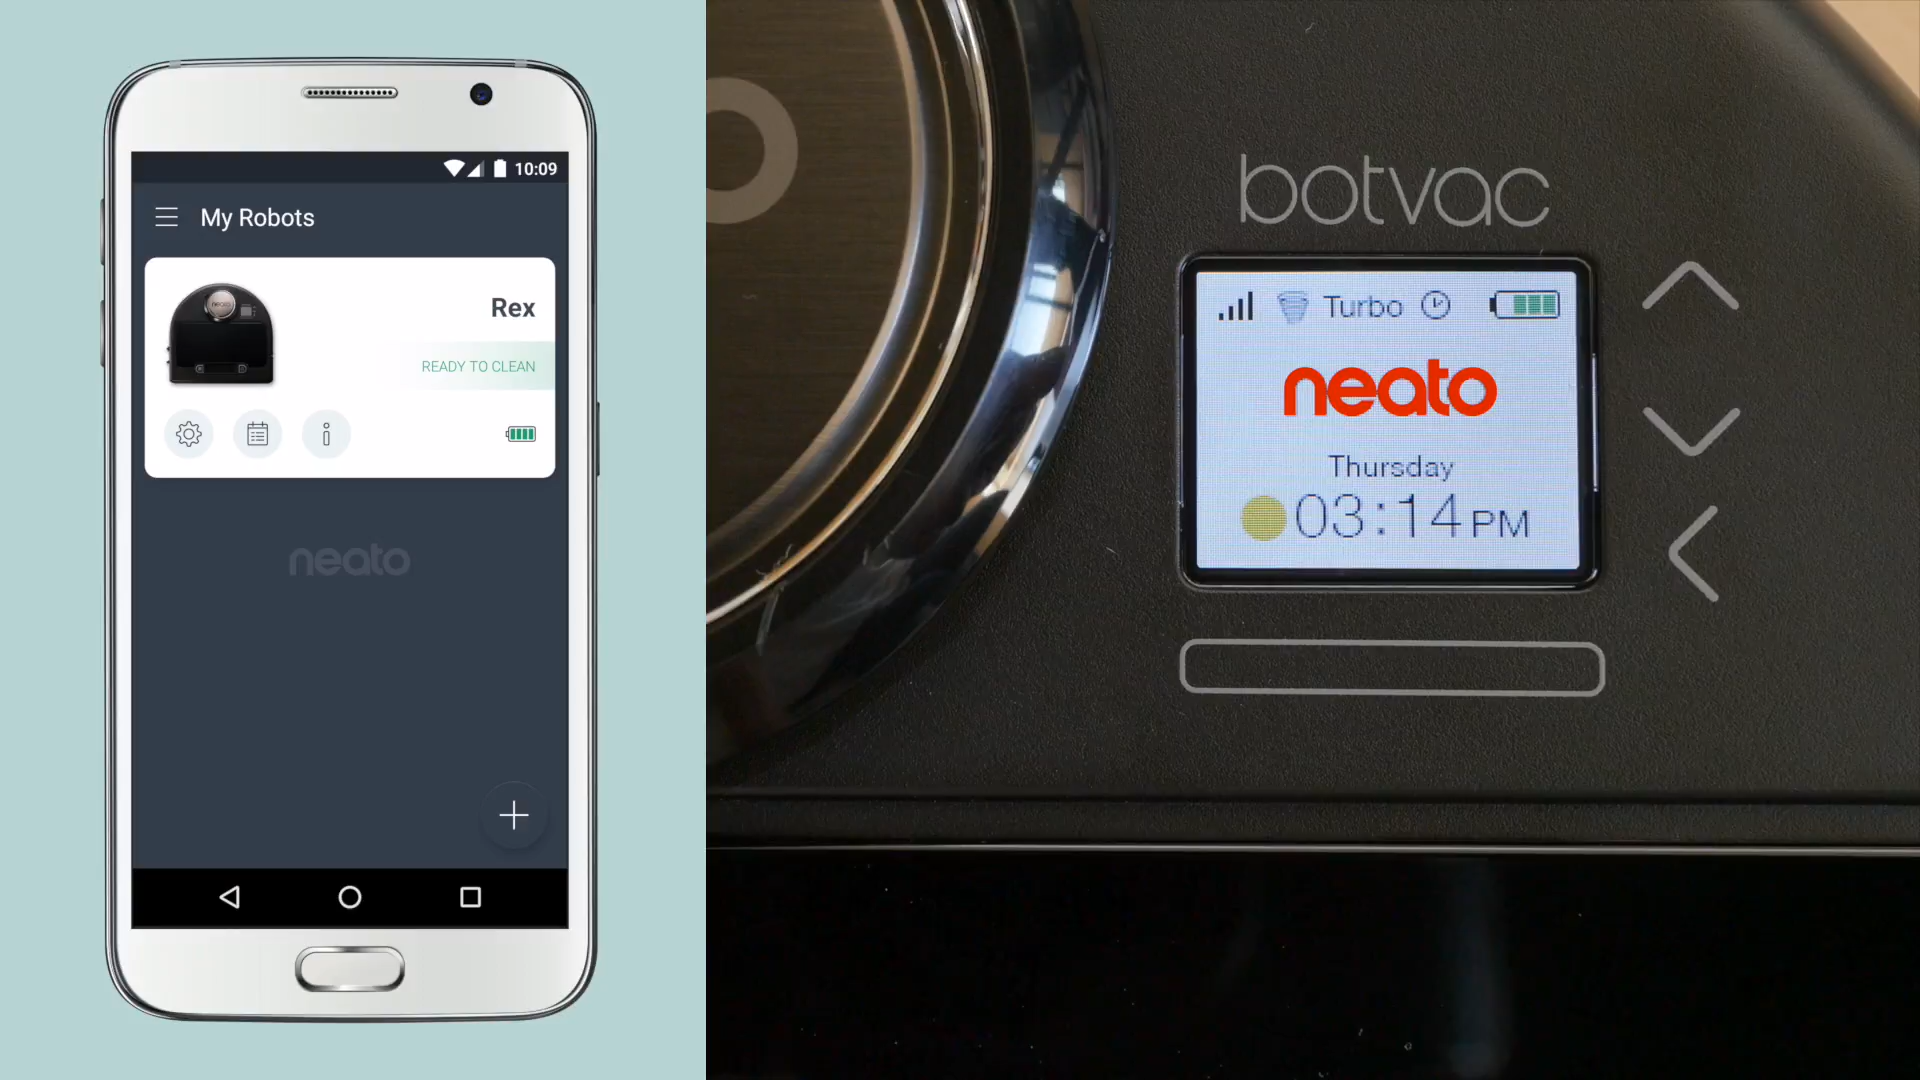 10:09
My Robots
Rex
READY TO CLEAN
neato
botvac
Turbo
neato
Thursday
03:14 PM